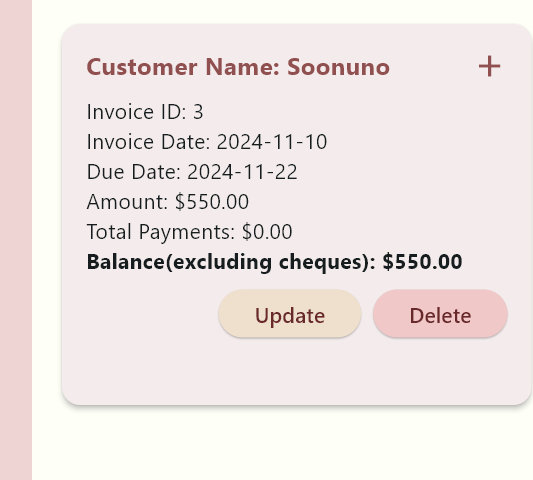 Customer Name: Soonuno
Invoice ID: 3
Invoice Date: 2024-11-10
Due Date: 2024-11-22
Amount: $550.00
Total Payments: $0.00
Balance(excluding cheques): $550.00
Update Delete